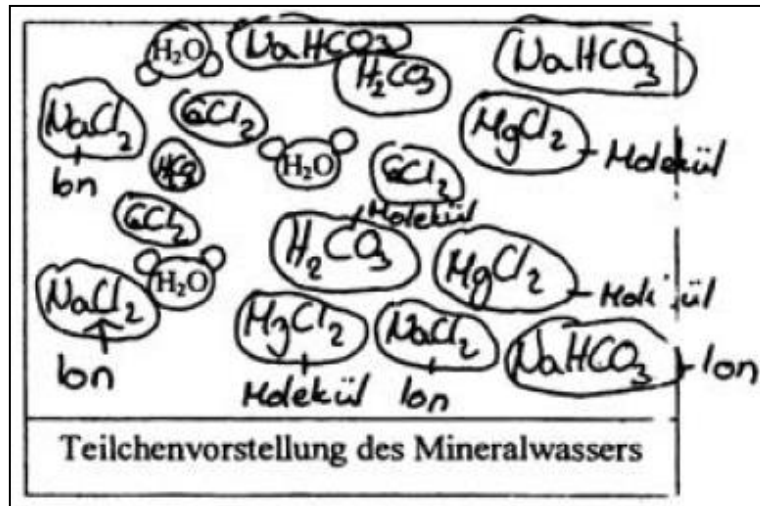 H₂O NaHCO₃ NaHCO₃
H₂CO₃
NaCl₂ CaCl₂ MgCl₂ - Molekül
H₂O
Ion CaCl₂
CaCl₂ Molekül
H₂CO₃ MgCl₂
NaCl₂ H₂O - Molekül
MgCl₂ NaCl₂ NaHCO₃ - Ion
Ion Molekül Ion
Teilchenvorstellung des Mineralwassers